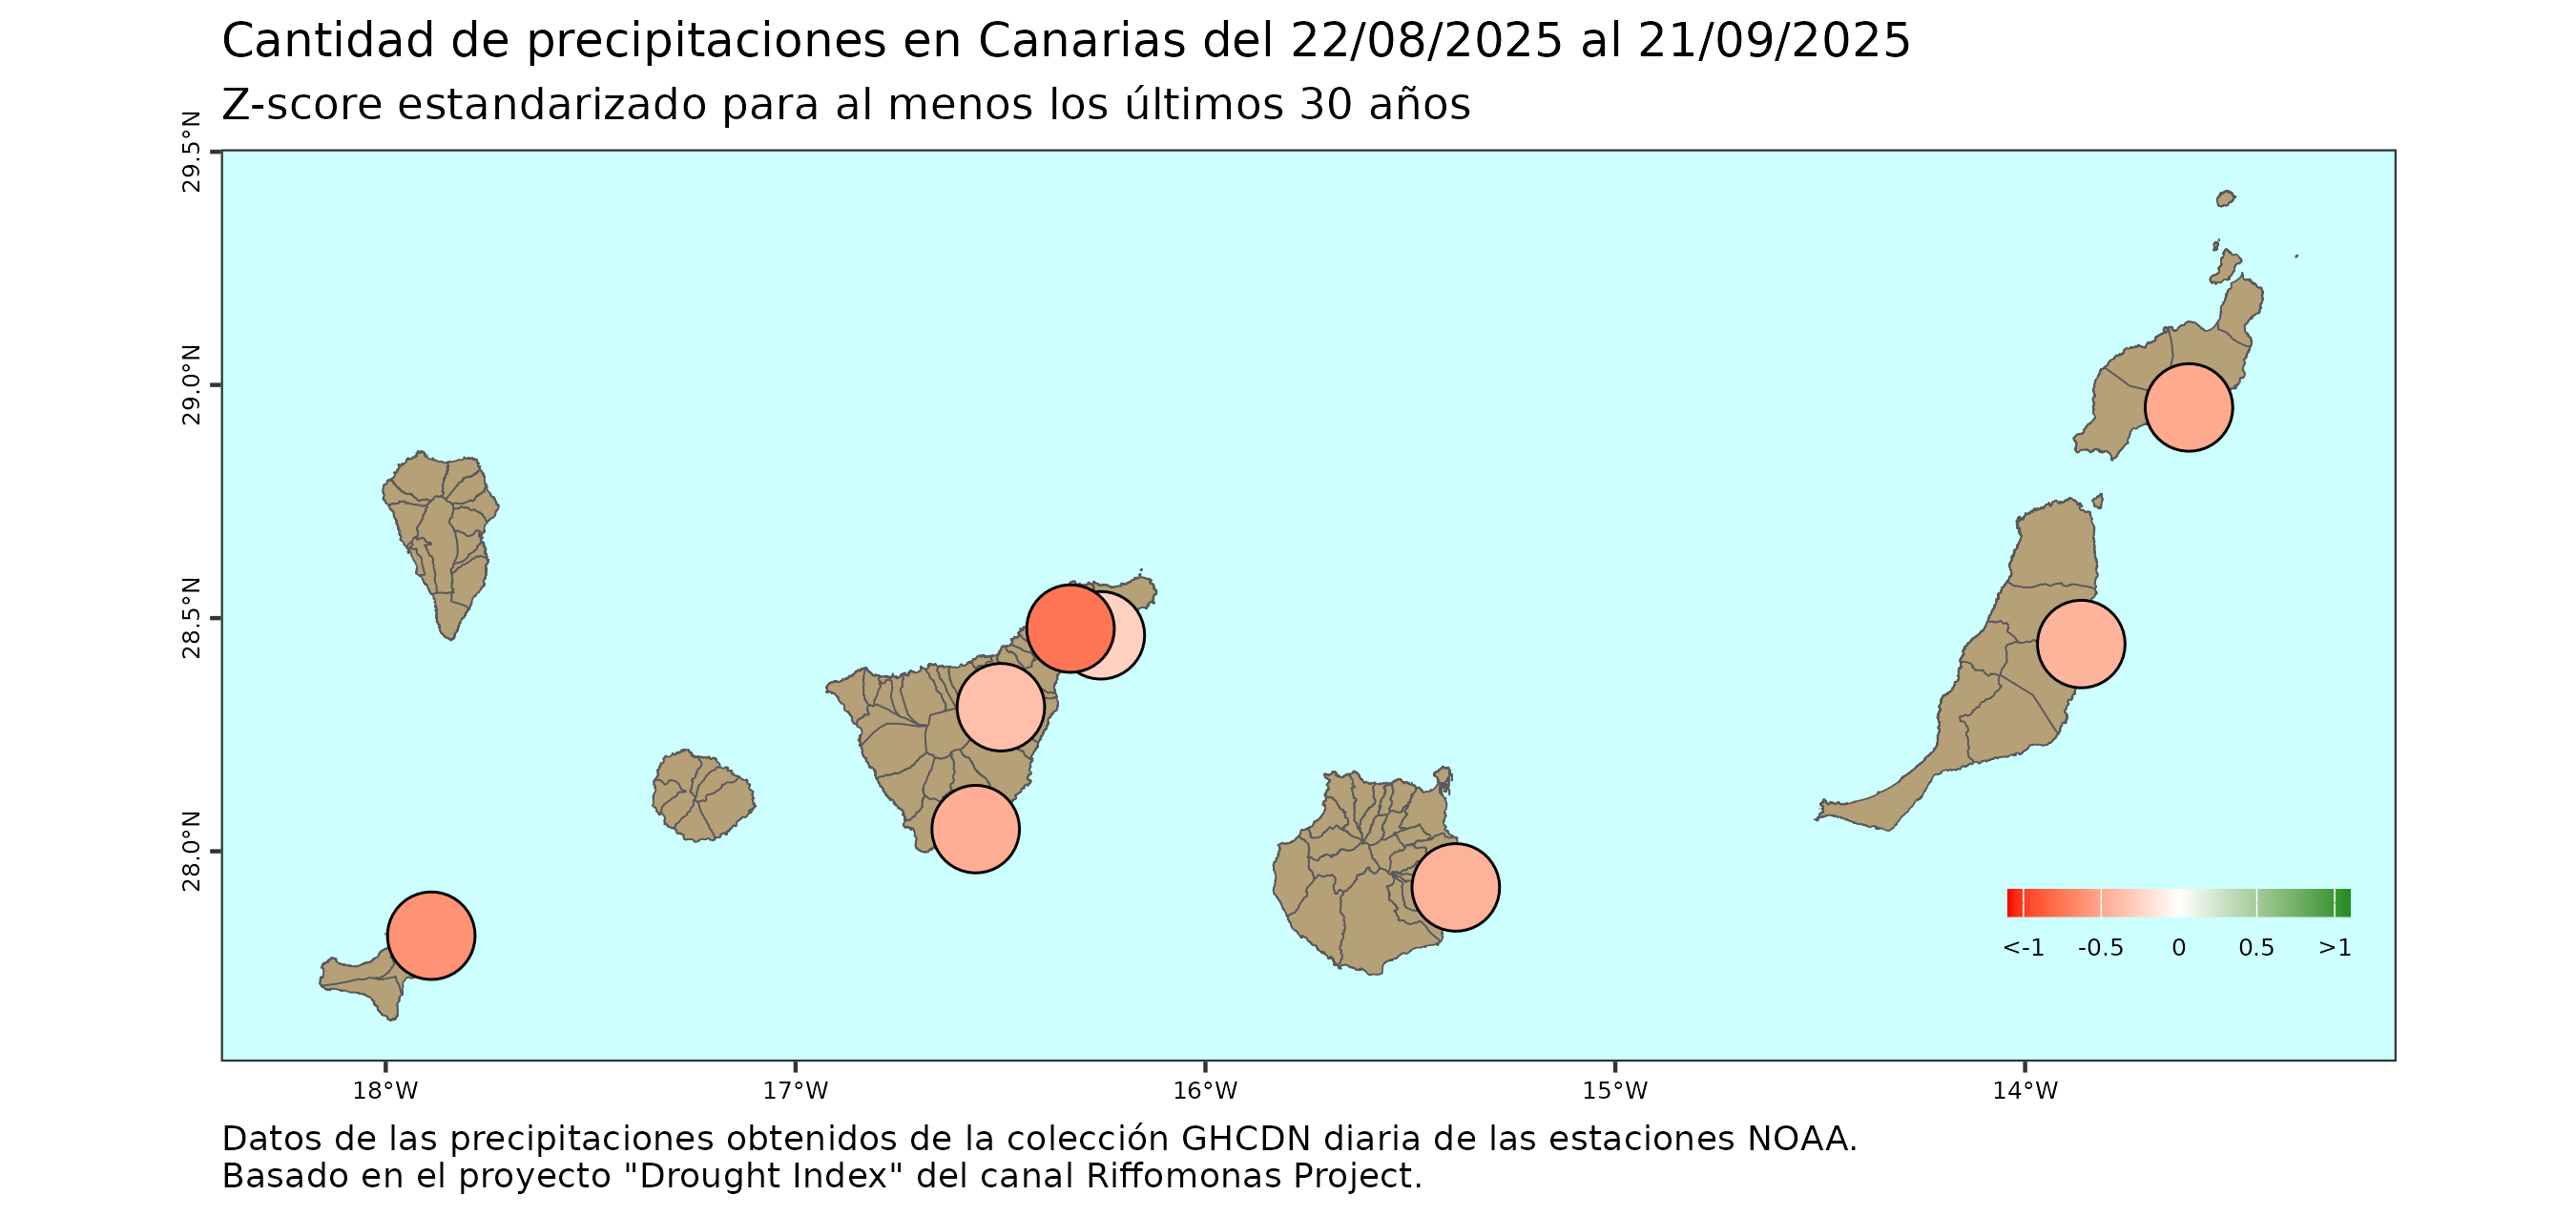 Cantidad de precipitaciones en Canarias del 22/08/2025 al 21/09/2025
Z-score estandarizado para al menos los últimos 30 años
29.5°N
29.0°N
28.5°N
28.0°N
<-1 -0.5 0 0.5 >1
18°W 17°W 16°W 15°W 14°W
Datos de las precipitaciones obtenidos de la colección GHCDN diaria de las estaciones NOAA.
Basado en el proyecto "Drought Index" del canal Riffomonas Project.